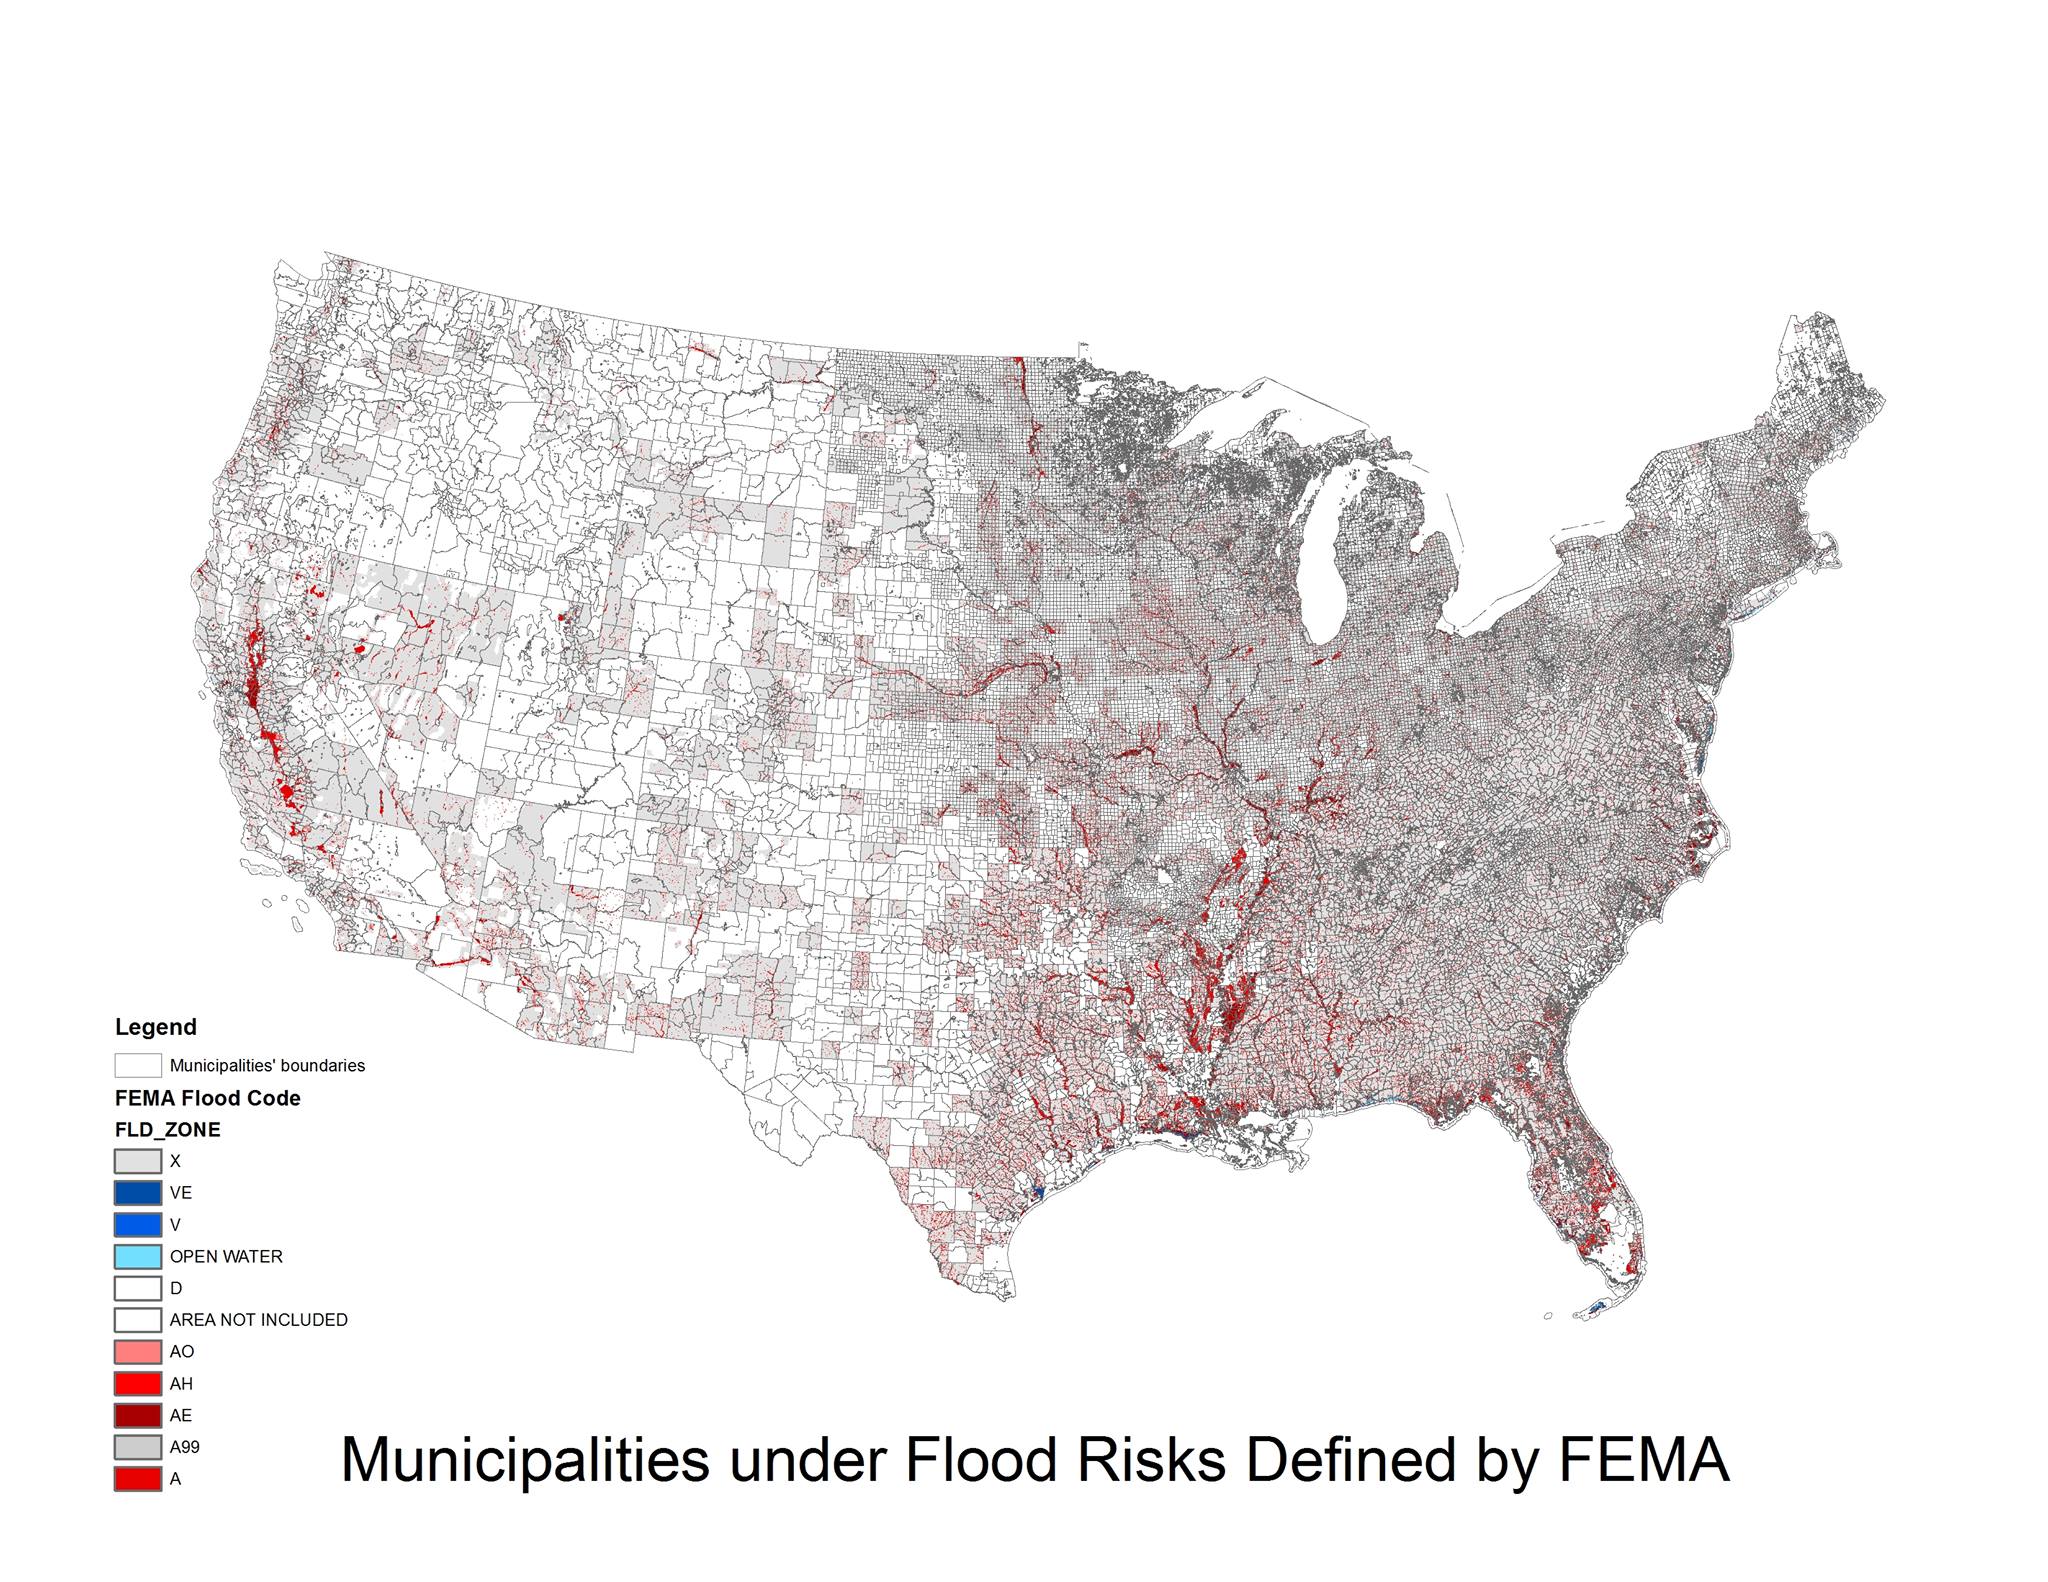 Legend
Municipalities' boundaries
FEMA Flood Code
FLD_ZONE
X
VE
V
OPEN WATER
D
AREA NOT INCLUDED
AO
AH
AE
A99
A
Municipalities under Flood Risks Defined by FEMA